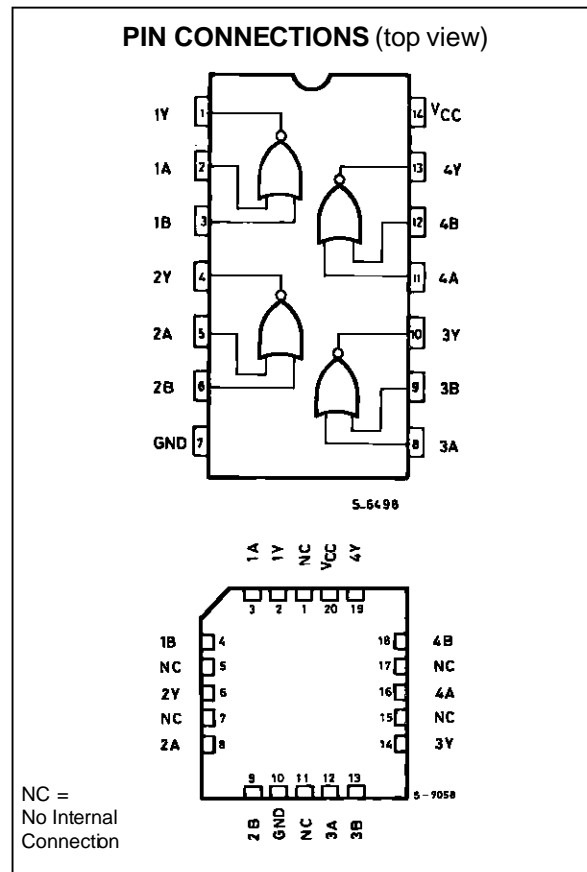 PIN CONNECTIONS (top view)
1Y 1 14 VCC
1A 2 13 4Y
1B 3 12 4B
2Y 4 11 4A
2A 5 10 3Y
2B 6 9 3B
GND 7 8 3A
S-6498
1A 1Y NC VCC 4Y
3 2 1 20 19
1B 4 18 4B
NC 5 17 NC
2Y 6 16 4A
NC 7 15 NC
2A 8 14 3Y
9 10 11 12 13
S-9058
2B GND NC 3A 3B
NC =
No Internal
Connection